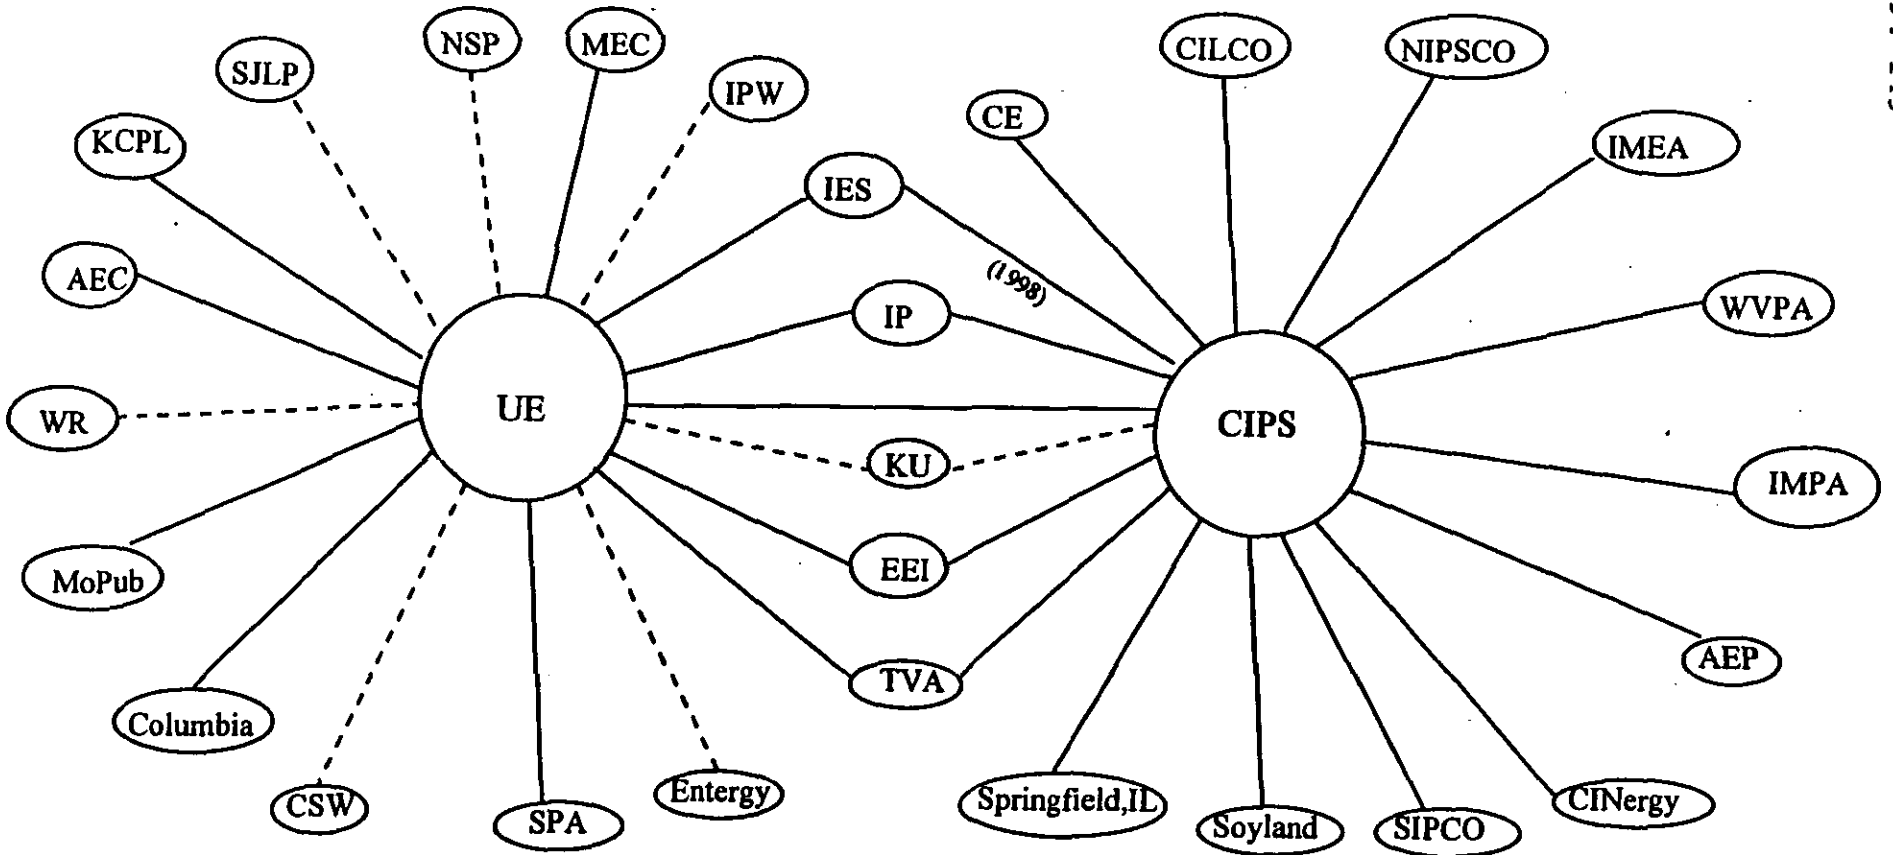 NSP
MEC
SJLP
IPW
KCPL
AEC
WR
MoPub
Columbia
CSW
SPA
Entergy
UE
IES
(1998)
IP
KU
EEI
TVA
CILCO
NIPSCO
CE
IMEA
WVPA
CIPS
IMPA
AEP
CINergy
SIPCO
Soyland
Springfield,IL